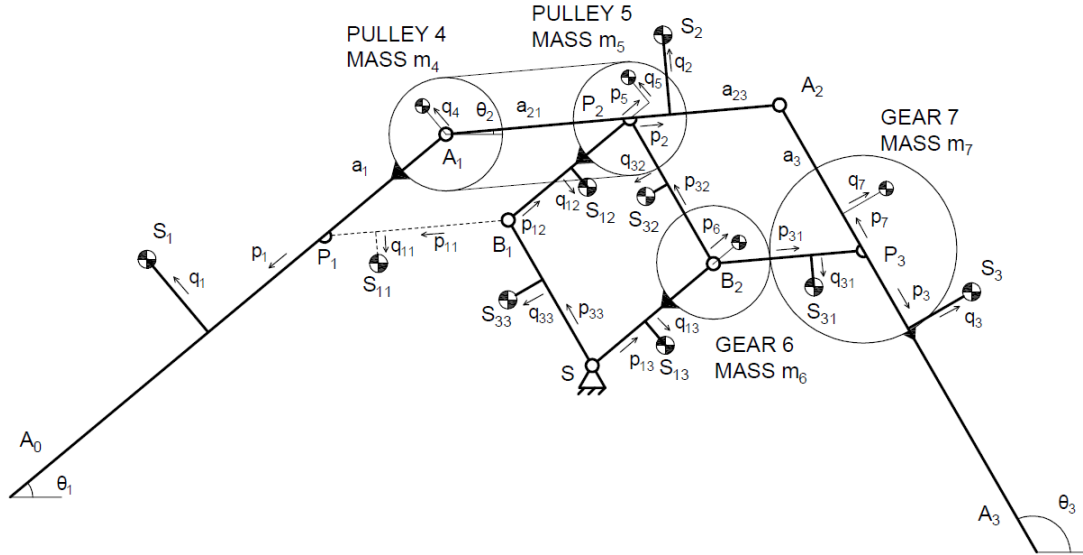 PULLEY 5
MASS m₅
S₂
PULLEY 4
MASS m₄
q₂
q₅
p₅
a₂₃
A₂
q₄
θ₂
a₂₁
P₂
p₂
GEAR 7
MASS m₇
A₁
a₁
a₃
q₃₂
p₃₂
q₁₂
S₁₂
S₃₂
q₇
p₇
S₁
p₁
P₁
p₁₁
p₁₂
B₁
p₆
p₃₁
P₃
q₁
q₁₁
S₁₁
B₂
q₃₁
S₃₁
p₃
S₃
q₃
S₃₃
q₃₃
p₃₃
q₁₃
S
p₁₃
S₁₃
GEAR 6
MASS m₆
A₀
θ₁
A₃
θ₃